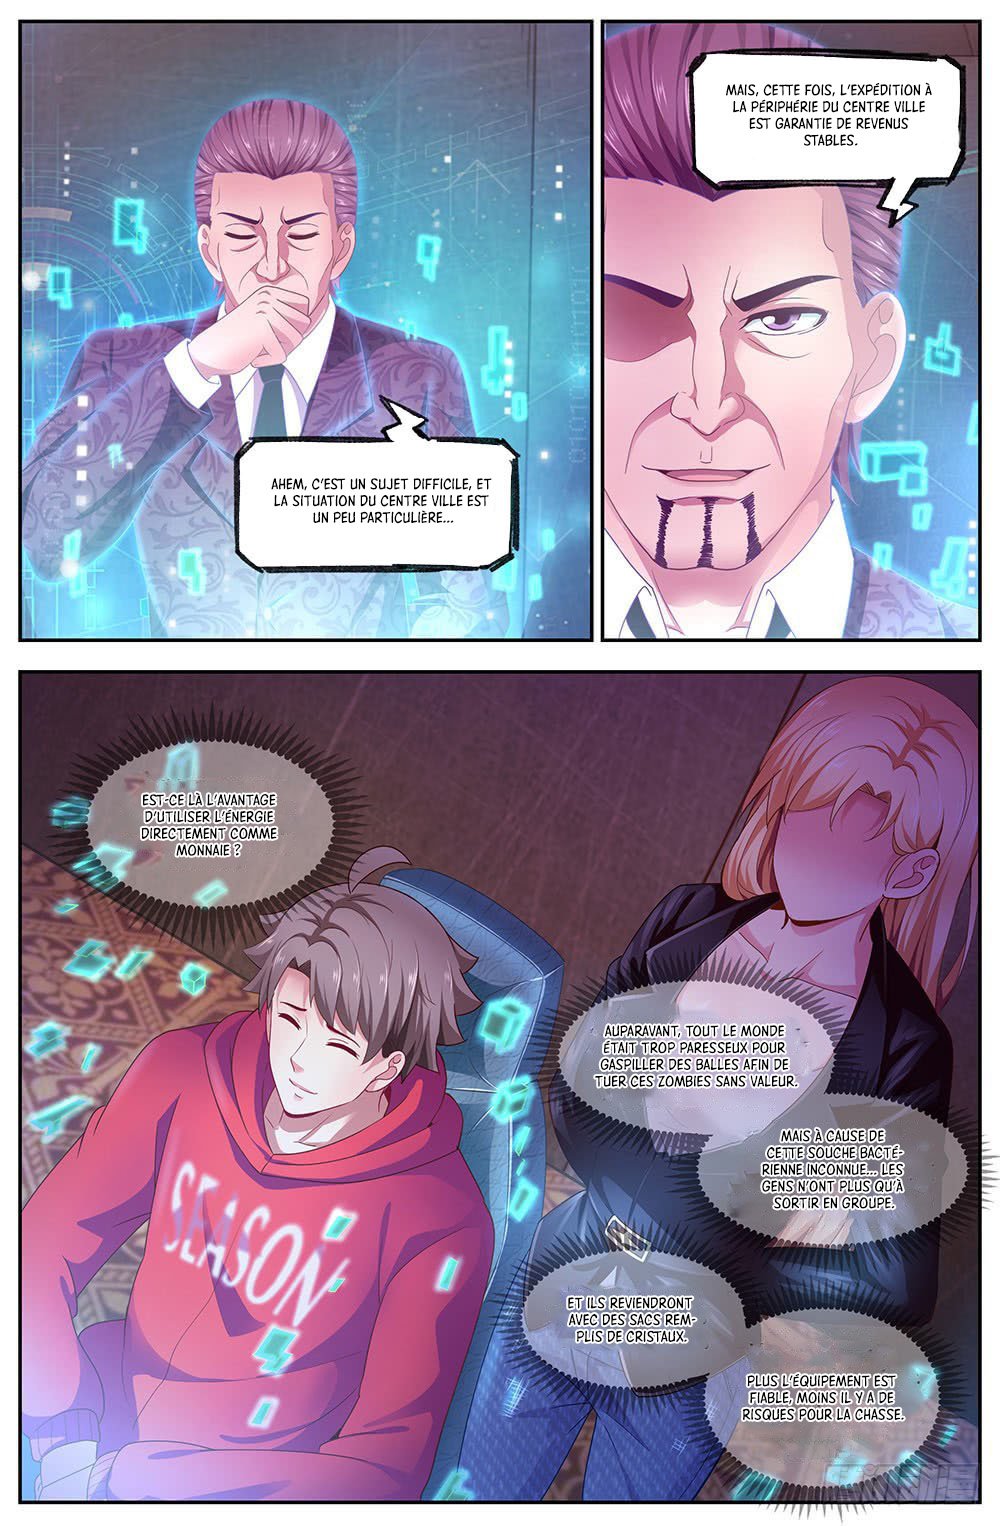 AHEM, C'EST UN SUJET DIFFICILE, ET
LA SITUATION DU CENTRE VILLE EST
UN PEU PARTICULIÈRE...
MAIS, CETTE FOIS, L'EXPÉDITION À
LA PÉRIPHÉRIE DU CENTRE VILLE
EST GARANTIE DE REVENUS
STABLES.
EST-CE LÀ L'AVANTAGE
D'UTILISER L'ÉNERGIE
DIRECTEMENT COMME
MONNAIE ?
AUPARAVANT, TOUT LE MONDE
ÉTAIT TROP PARESSEUX POUR
GASPILLER DES BALLES AFIN DE
TUER CES ZOMBIES SANS VALEUR.
MAIS À CAUSE DE
CETTE SOUCHE BACTÉ-
RIENNE INCONNUE... LES
GENS N'ONT PLUS QU'À
SORTIR EN GROUPE.
ET ILS REVIENDRONT
AVEC DES SACS REM-
PLIS DE CRISTAUX.
PLUS L'ÉQUIPEMENT EST
FIABLE, MOINS IL Y A DE
RISQUES POUR LA CHASSE.
SEASON